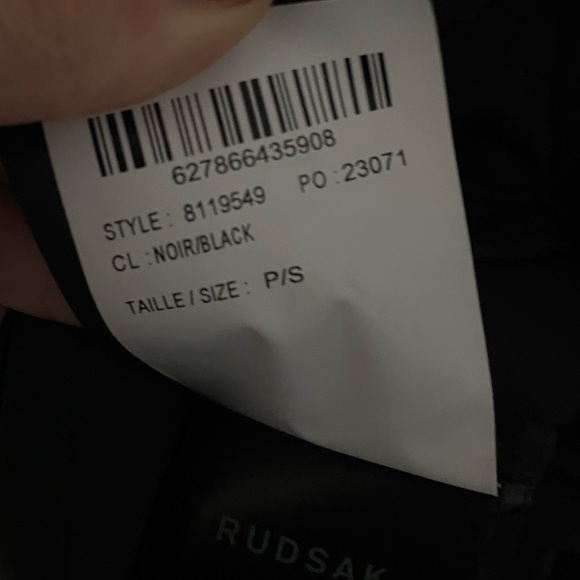 627866435908
STYLE : 8119549 PO : 23071
CL : NOIR/BLACK
TAILLE / SIZE : P/S
RUDSAK